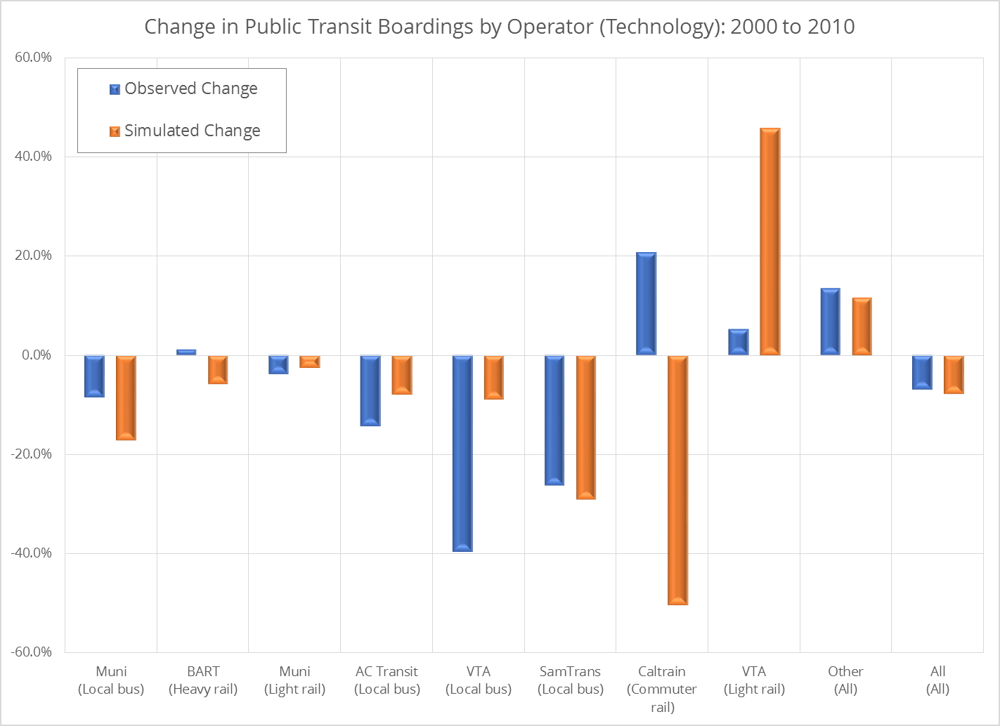 Change in Public Transit Boardings by Operator (Technology): 2000 to 2010
60.0%
Observed Change
Simulated Change
40.0%
20.0%
0.0%
-20.0%
-40.0%
-60.0%
Muni
(Local bus)
BART
(Heavy rail)
Muni
(Light rail)
AC Transit
(Local bus)
VTA
(Local bus)
SamTrans
(Local bus)
Caltrain
(Commuter
rail)
VTA
(Light rail)
Other
(All)
All
(All)